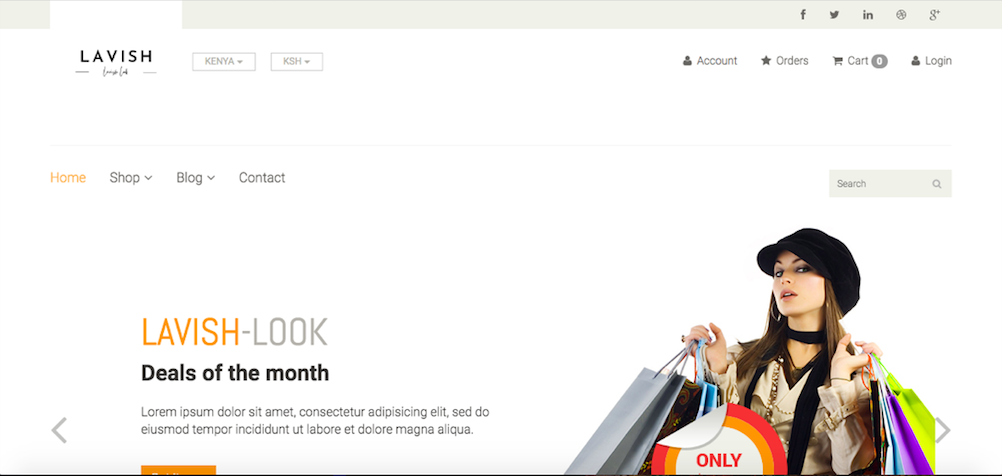 LAVISH
lavish look
KENYA
KSH
Account
Orders
Cart 0
Login
Home
Shop
Blog
Contact
Search
LAVISH-LOOK
Deals of the month
Lorem ipsum dolor sit amet, consectetur adipisicing elit, sed do
eiusmod tempor incididunt ut labore et dolore magna aliqua.
ONLY